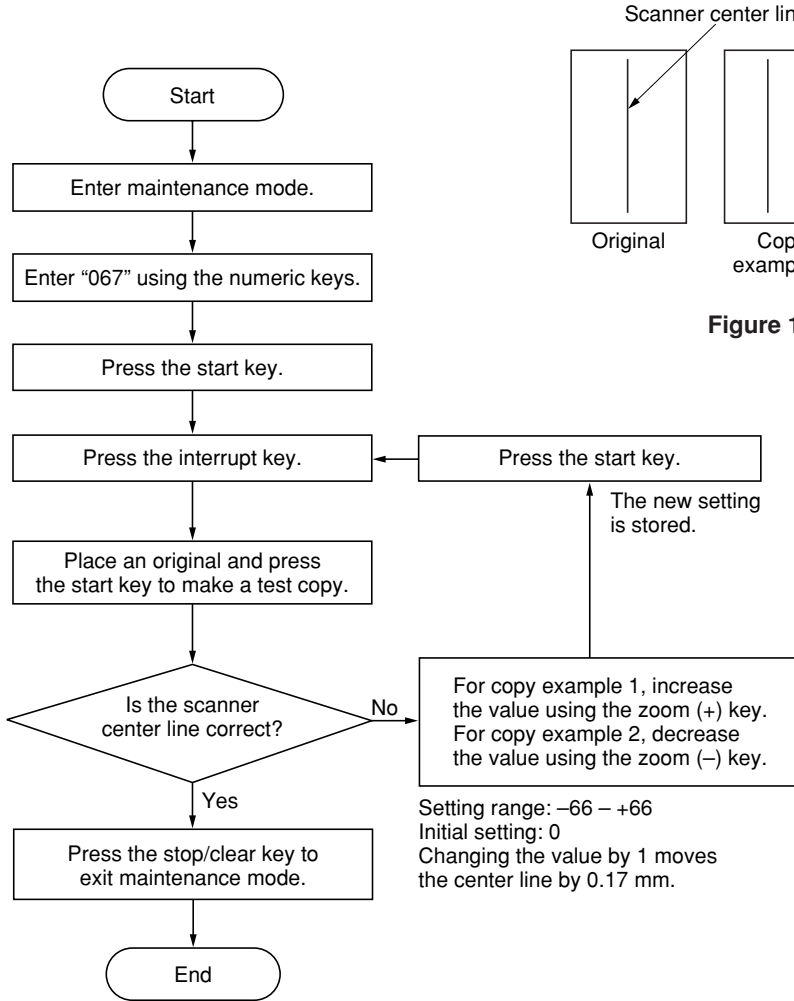 Scanner center lin
Original
Cop
examp
Figure 1
Start
Enter maintenance mode.
Enter “067” using the numeric keys.
Press the start key.
Press the interrupt key.
Press the start key.
The new setting
is stored.
Place an original and press
the start key to make a test copy.
Is the scanner
center line correct?
No
For copy example 1, increase
the value using the zoom (+) key.
For copy example 2, decrease
the value using the zoom (–) key.
Yes
Setting range: –66 – +66
Initial setting: 0
Changing the value by 1 moves
the center line by 0.17 mm.
Press the stop/clear key to
exit maintenance mode.
End